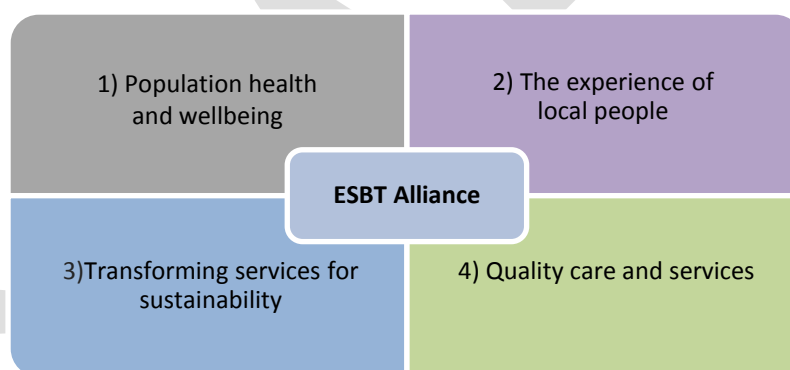 1) Population health
and wellbeing
2) The experience of
local people
ESBT Alliance
3)Transforming services for
sustainability
4) Quality care and services